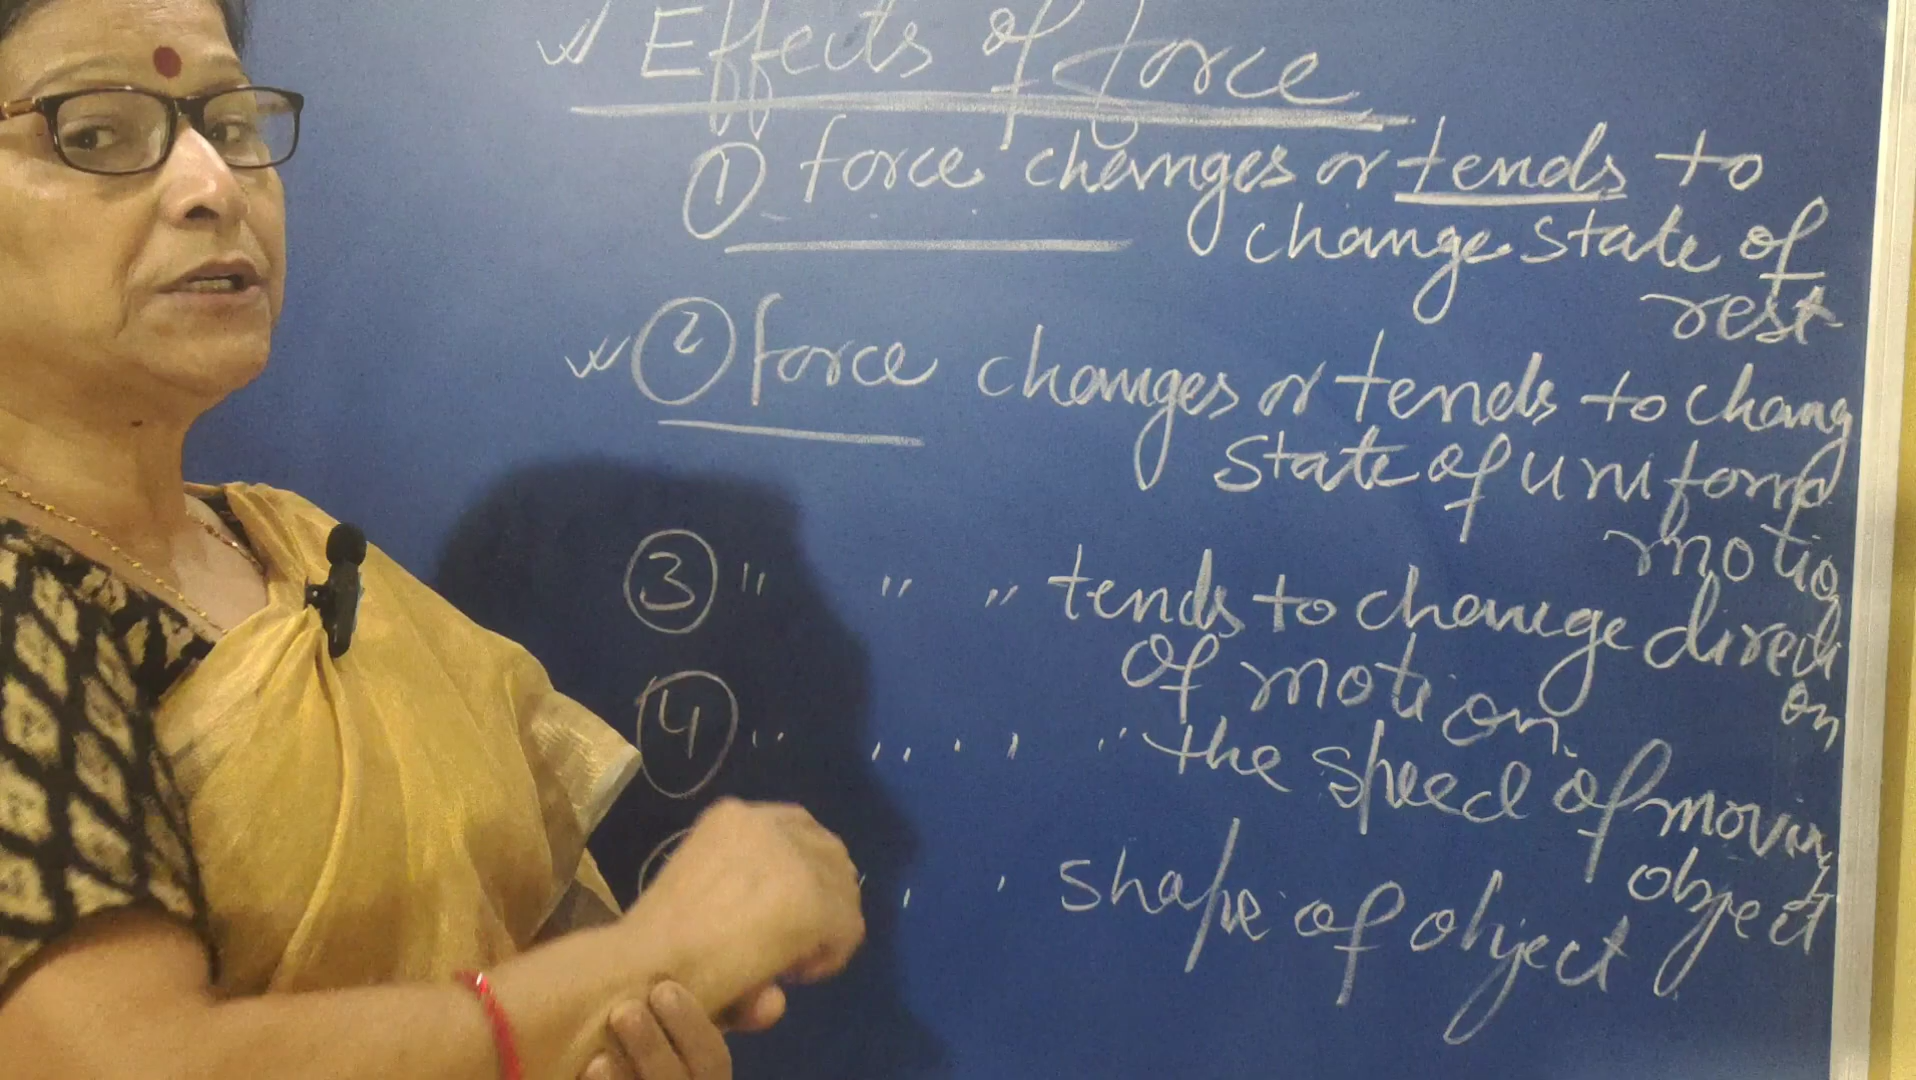 Effects of force
① force changes or tends to
change state of
rest
② force changes or tends to chang
state of uniform
motio
③ " " " tends to change directi
on
of motion.
④ " " " " the speed of moving
object
" " shape of object